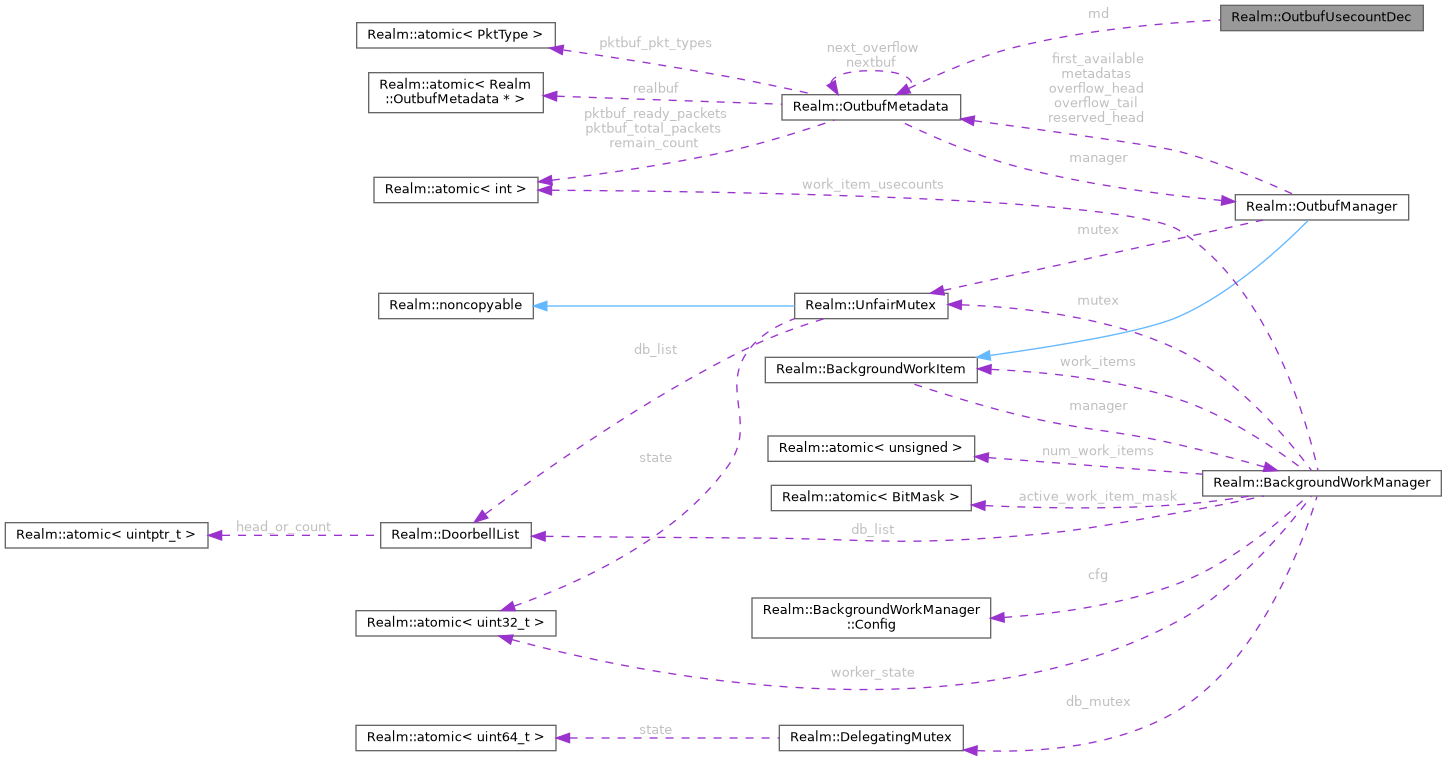 Realm::OutbufUsecountDec
md
Realm::atomic< PktType >
pktbuf_pkt_types
next_overflow
nextbuf
first_available
metadatas
overflow_head
overflow_tail
reserved_head
Realm::atomic< Realm
::OutbufMetadata * >
realbuf
Realm::OutbufMetadata
pktbuf_ready_packets
pktbuf_total_packets
remain_count
manager
Realm::atomic< int >
work_item_usecounts
Realm::OutbufManager
mutex
Realm::noncopyable
Realm::UnfairMutex
mutex
db_list
Realm::BackgroundWorkItem
work_items
manager
Realm::atomic< unsigned >
num_work_items
state
Realm::BackgroundWorkManager
Realm::atomic< BitMask >
active_work_item_mask
Realm::atomic< uintptr_t >
head_or_count
Realm::DoorbellList
db_list
cfg
Realm::BackgroundWorkManager
::Config
Realm::atomic< uint32_t >
worker_state
db_mutex
Realm::atomic< uint64_t >
state
Realm::DelegatingMutex